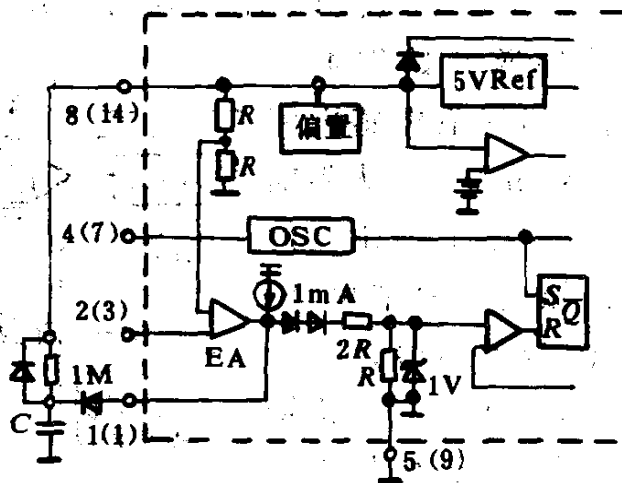 5VRef
8 (14)
R
偏置
R
4 (7)
OSC
1mA
S
Q̅
2(3)
R
EA
2R
R
1V
1M
C
1(1)
5 (9)